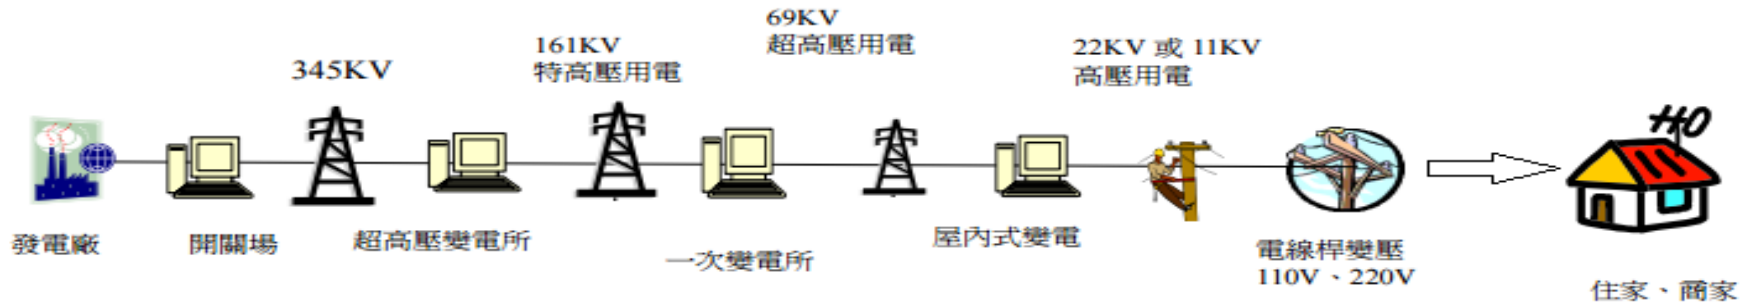 69KV
超高壓用電
161KV
特高壓用電
345KV
22KV 或 11KV
高壓用電
發電廠
開關場
超高壓變電所
一次變電所
屋內式變電
電線桿變壓
110V、220V
住家、商家